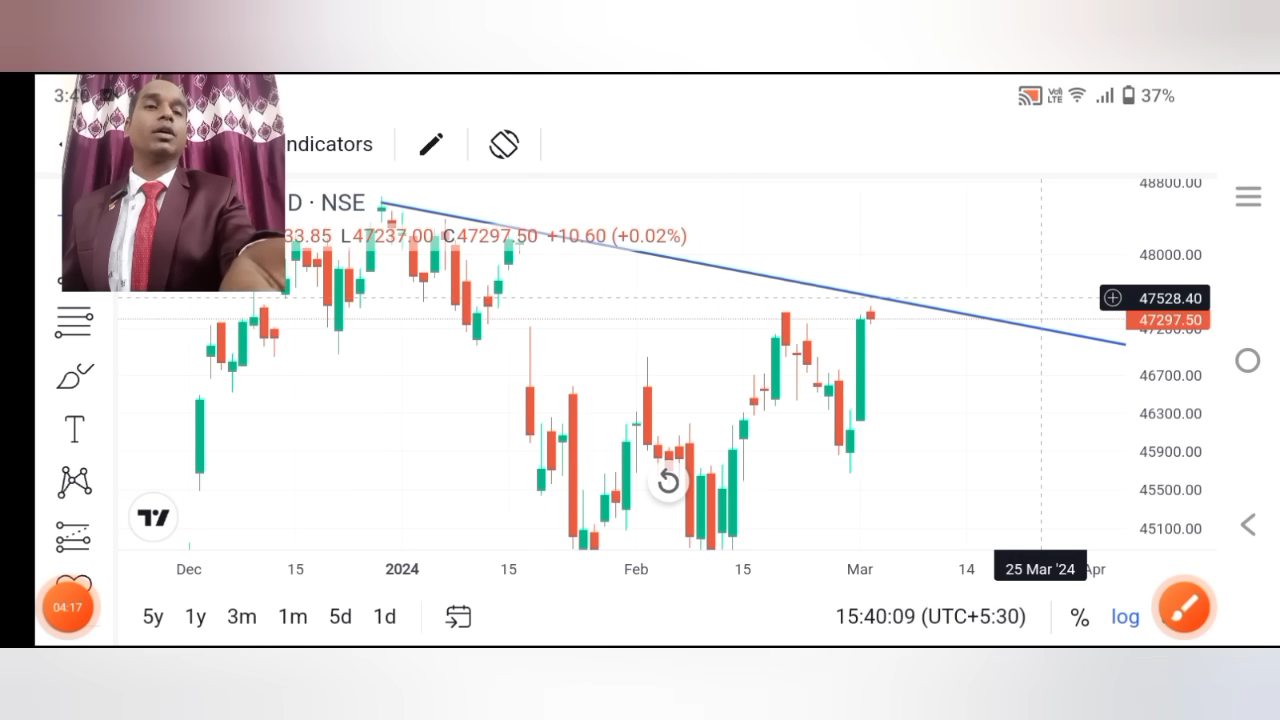 37%
ndicators
D · NSE
33.85 L47237.00 C47297.50 +10.60 (+0.02%)
48800.00
48000.00
47528.40
47297.50
47200.00
46700.00
46300.00
45900.00
45500.00
45100.00
Dec 15 2024 15 Feb 15 Mar 14 25 Mar '24 Apr
04:17
5y 1y 3m 1m 5d 1d 15:40:09 (UTC+5:30) % log